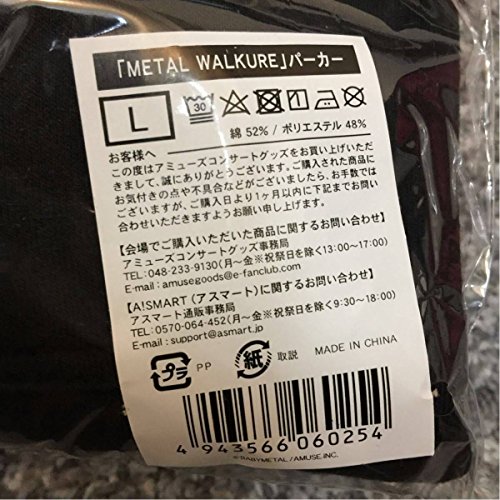 「METAL WALKURE」パーカー
L 30
綿 52% / ポリエステル 48%
お客様へ
この度はアミューズコンサートグッズをお買い上げいただ
きまして、誠にありがとうございます。ご購入された商品に
お気付きの点や不具合などがございましたら、お手数では
ございますが、ご購入日より1ヶ月以内に下記までお問い
合わせいただきますようお願い申し上げます。
【会場でご購入いただいた商品に関するお問い合わせ】
アミューズコンサートグッズ事務局
TEL:048-233-9130(月~金※祝祭日を除く13:00~17:00)
E-mail : amusegoods@e-fanclub.com
【A!SMART (アスマート)に関するお問い合わせ】
アスマート通販事務局
TEL:0570-064-452(月~金※祝祭日を除く9:30~18:00)
E-mail : support@asmart.jp
プラ PP 紙 取説 MADE IN CHINA
4 943566 060254
©BABYMETAL / AMUSE.INC.